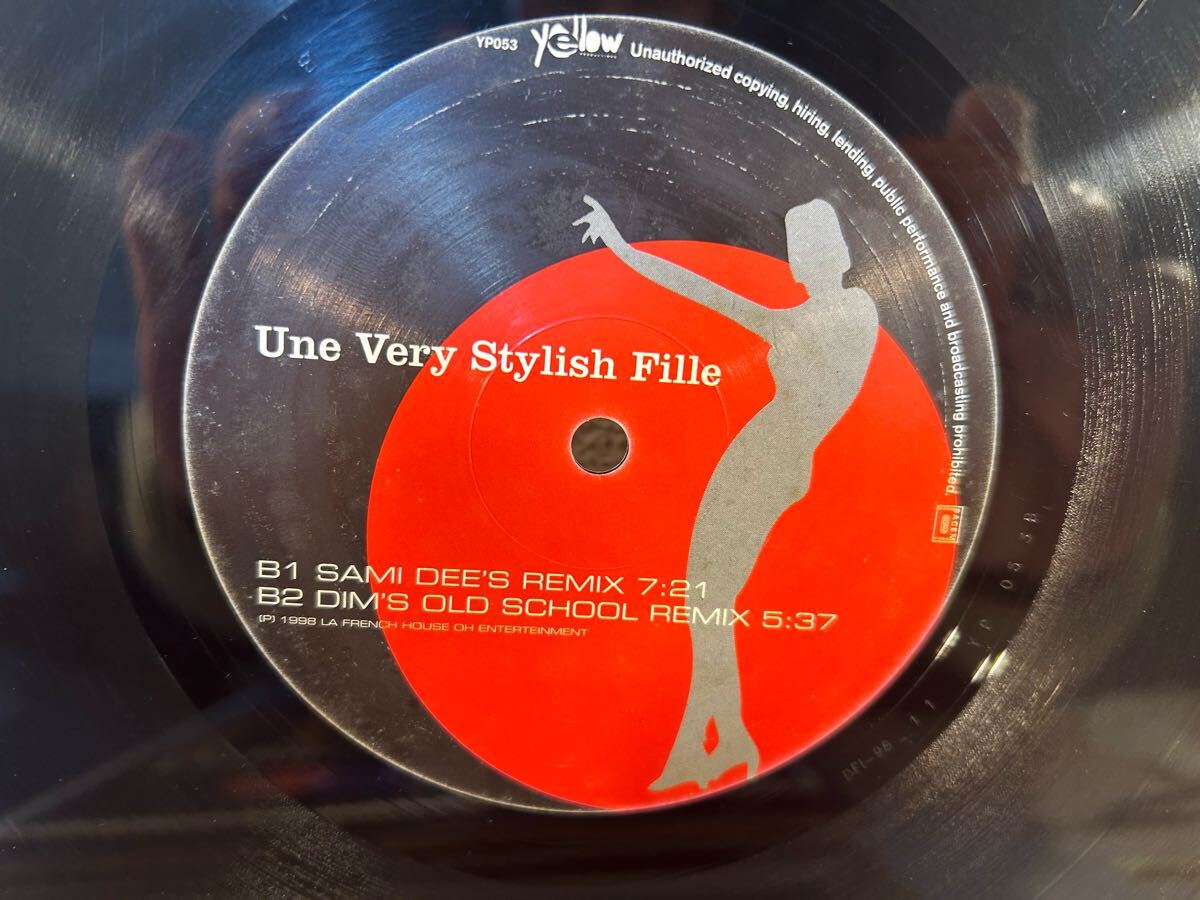 YP053 yellow Unauthorized copying, hiring, lending, public performance and broadcasting prohibited.
SACEM
Une Very Stylish Fille
B1 SAMI DEE'S REMIX 7:21
B2 DIM'S OLD SCHOOL REMIX 5:37
(P) 1998 LA FRENCH HOUSE OH ENTERTEINMENT